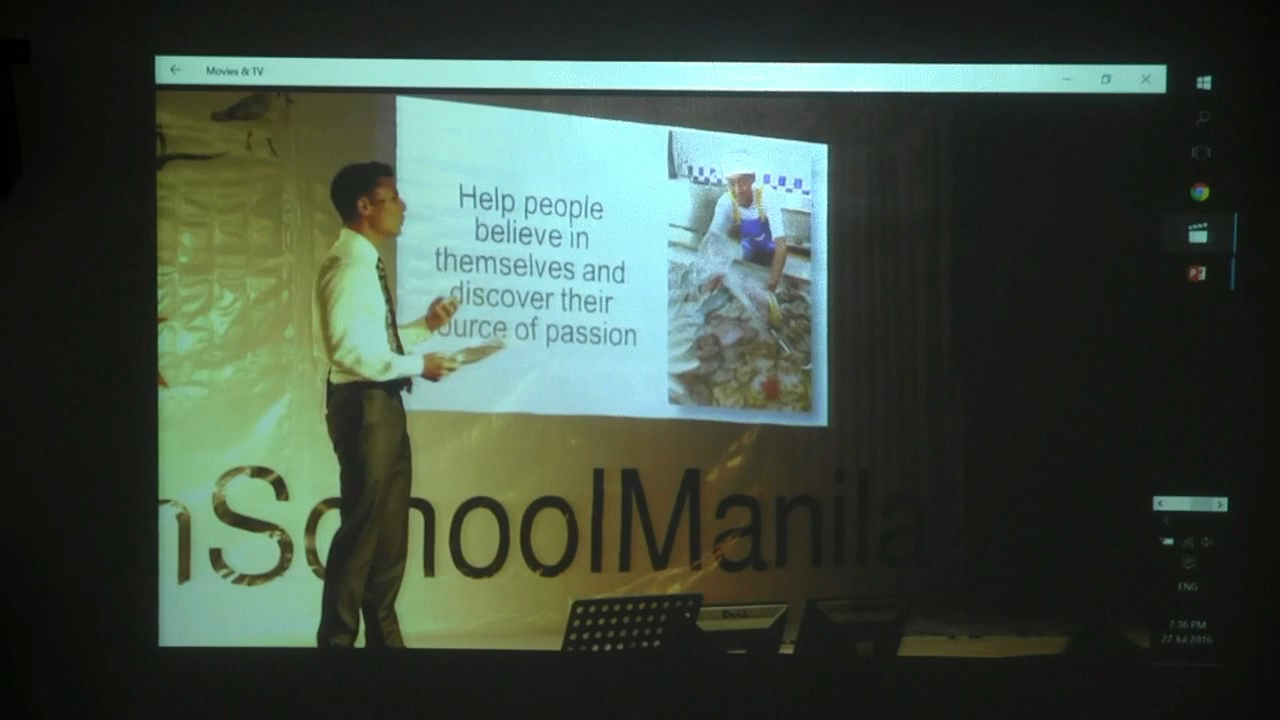 Movies & TV
Help people
believe in
themselves and
discover their
ource of passion
nSchoolManila
DELL
ENG
7:36 PM
27 Jul 2016